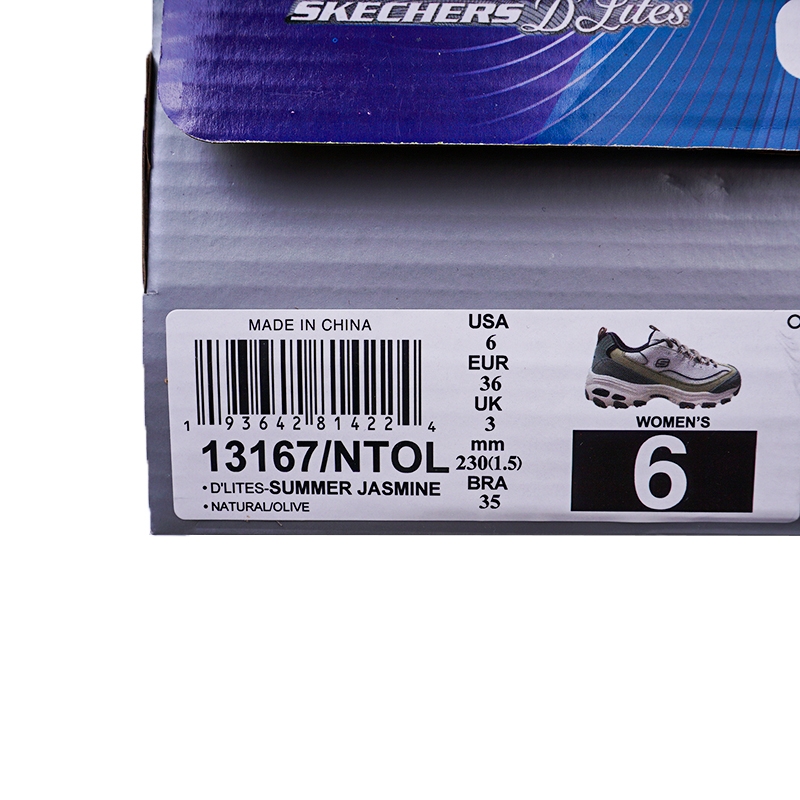 SKECHERS D'Lites
MADE IN CHINA
1 93642 81422 4
13167/NTOL
• D'LITES-SUMMER JASMINE
• NATURAL/OLIVE
USA
6
EUR
36
UK
3
mm
230(1.5)
BRA
35
WOMEN'S
6